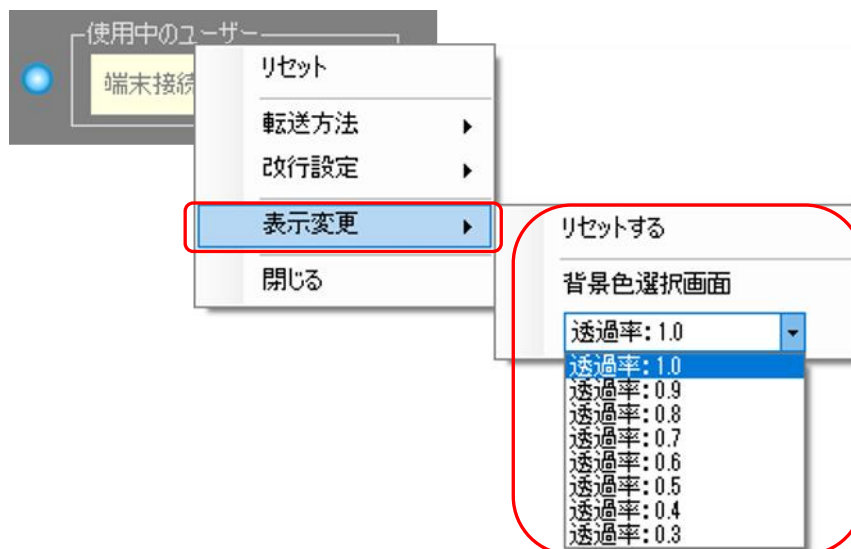 使用中のユーザー
端末接続
リセット
転送方法
改行設定
表示変更
閉じる
リセットする
背景色選択画面
透過率: 1.0
透過率: 1.0
透過率: 0.9
透過率: 0.8
透過率: 0.7
透過率: 0.6
透過率: 0.5
透過率: 0.4
透過率: 0.3